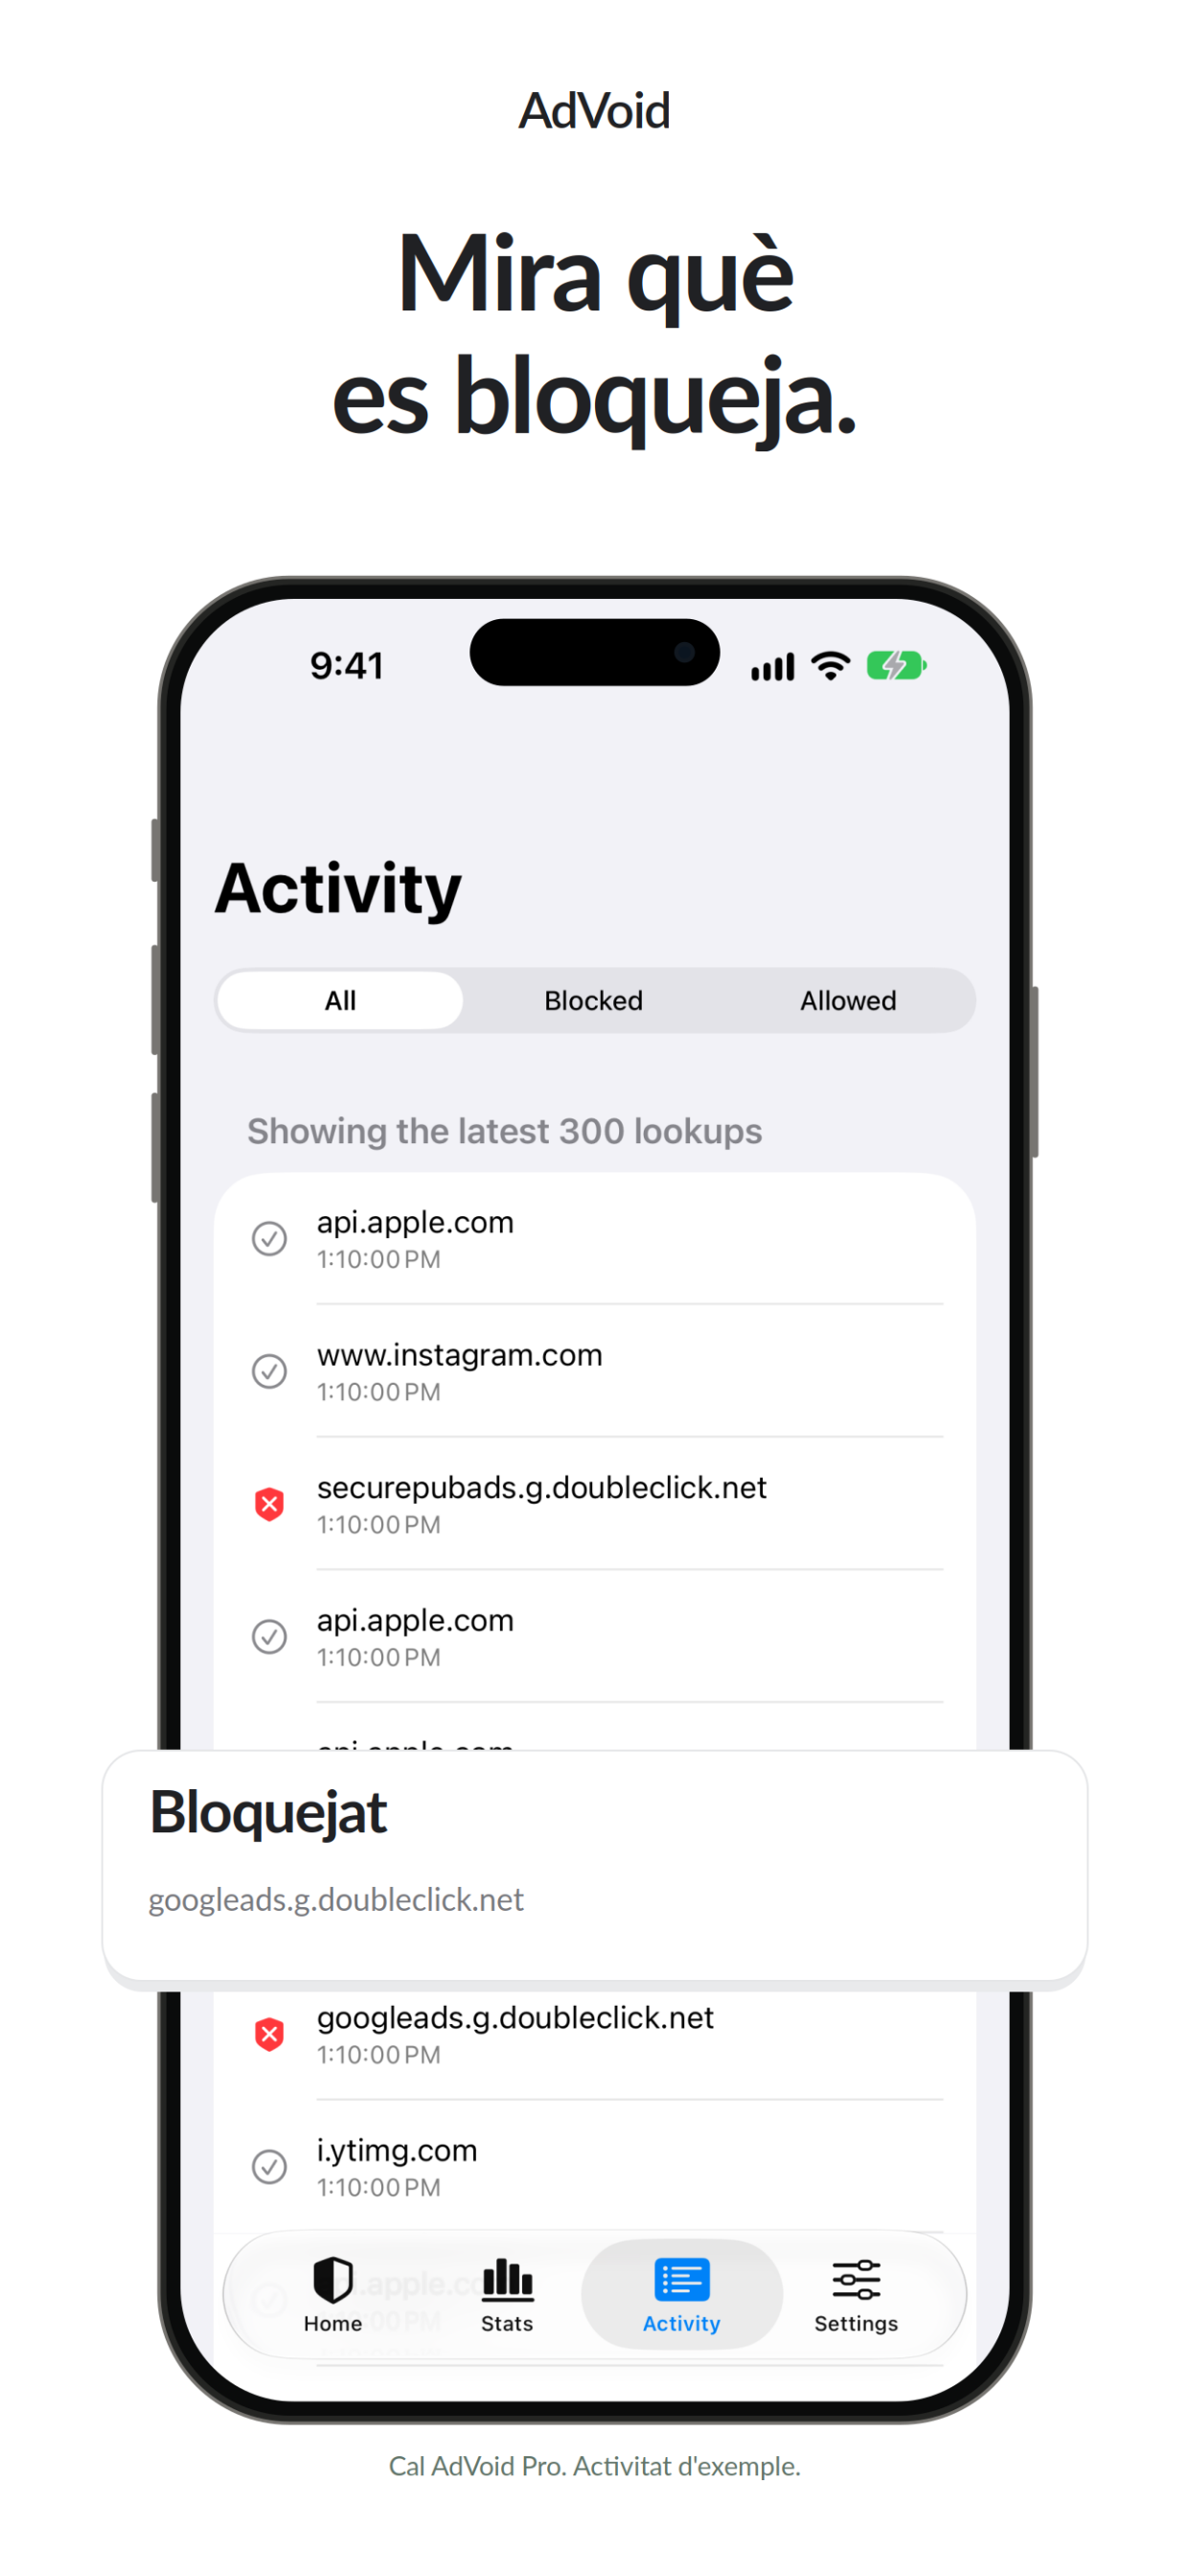 AdVoid
Mira què
es bloqueja.
9:41
Activity
All
Blocked
Allowed
Showing the latest 300 lookups
api.apple.com
1:10:00 PM
www.instagram.com
1:10:00 PM
securepubads.g.doubleclick.net
1:10:00 PM
api.apple.com
1:10:00 PM
api.apple.com
Bloquejat
googleads.g.doubleclick.net
googleads.g.doubleclick.net
1:10:00 PM
i.ytimg.com
1:10:00 PM
Home
Stats
Activity
Settings
Cal AdVoid Pro. Activitat d'exemple.